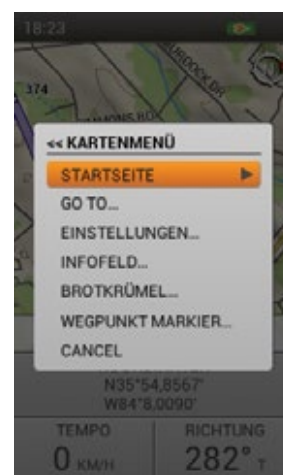 18:23
374
<< KARTENMENÜ
STARTSEITE
GO TO...
EINSTELLUNGEN...
INFOFELD...
BROTKRÜMEL...
WEGPUNKT MARKIER...
CANCEL
N35°54,8567'
W84°8,0090'
TEMPO RICHTUNG
0 KM/H 282° T